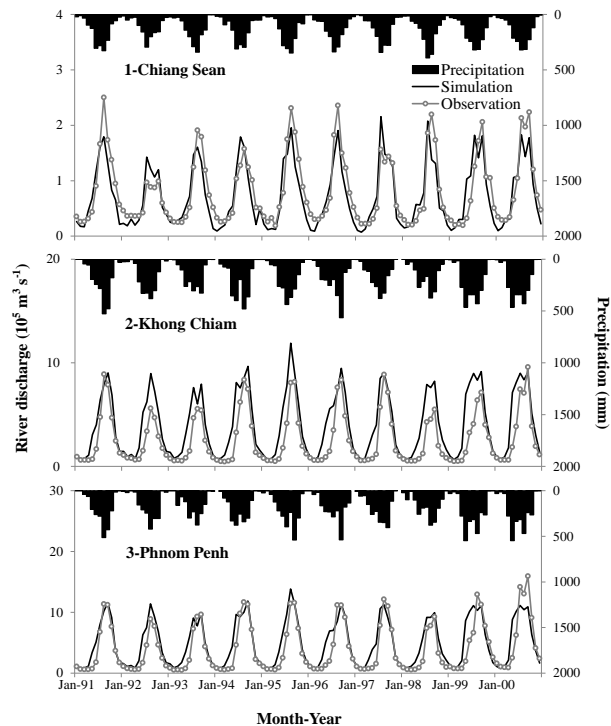 4
3
2
1
0
0
500
1000
1500
2000
1-Chiang Sean
Precipitation
Simulation
Observation
20
10
0
0
500
1000
1500
2000
2-Khong Chiam
River discharge (10⁵ m³ s⁻¹)
Precipitation (mm)
30
20
10
0
0
500
1000
1500
2000
3-Phnom Penh
Jan-91 Jan-92 Jan-93 Jan-94 Jan-95 Jan-96 Jan-97 Jan-98 Jan-99 Jan-00
Month-Year